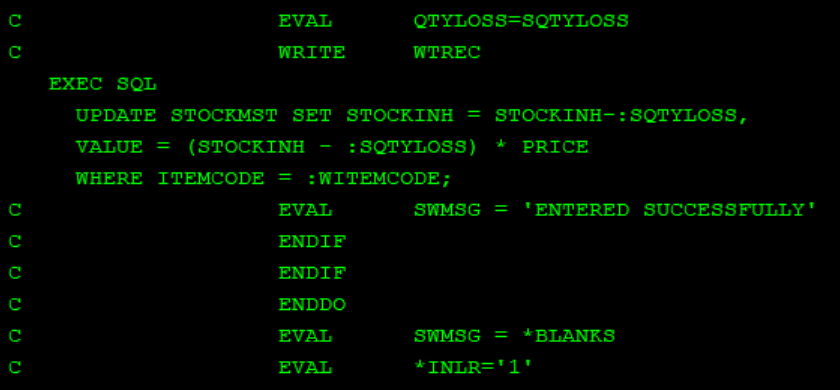 C                   EVAL      QTYLOSS=SQTYLOSS
C                   WRITE     WTREC
   EXEC SQL
     UPDATE STOCKMST SET STOCKINH = STOCKINH-:SQTYLOSS,
     VALUE = (STOCKINH - :SQTYLOSS) * PRICE
     WHERE ITEMCODE = :WITEMCODE;
C                   EVAL      SWMSG = 'ENTERED SUCCESSFULLY'
C                   ENDIF
C                   ENDIF
C                   ENDDO
C                   EVAL      SWMSG = *BLANKS
C                   EVAL      *INLR='1'